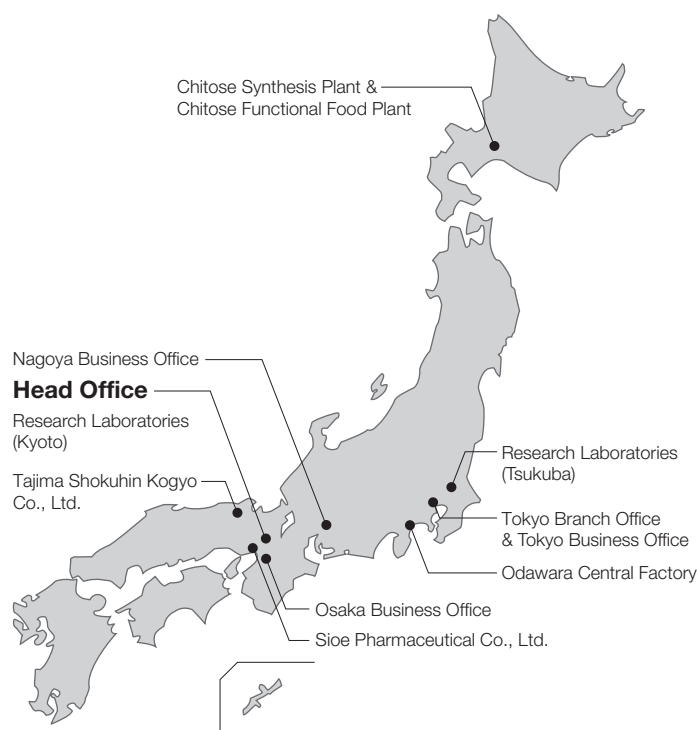 Chitose Synthesis Plant &
Chitose Functional Food Plant
Nagoya Business Office
Head Office
Research Laboratories
(Kyoto)
Tajima Shokuhin Kogyo
Co., Ltd.
Research Laboratories
(Tsukuba)
Tokyo Branch Office
& Tokyo Business Office
Odawara Central Factory
Osaka Business Office
Sioe Pharmaceutical Co., Ltd.